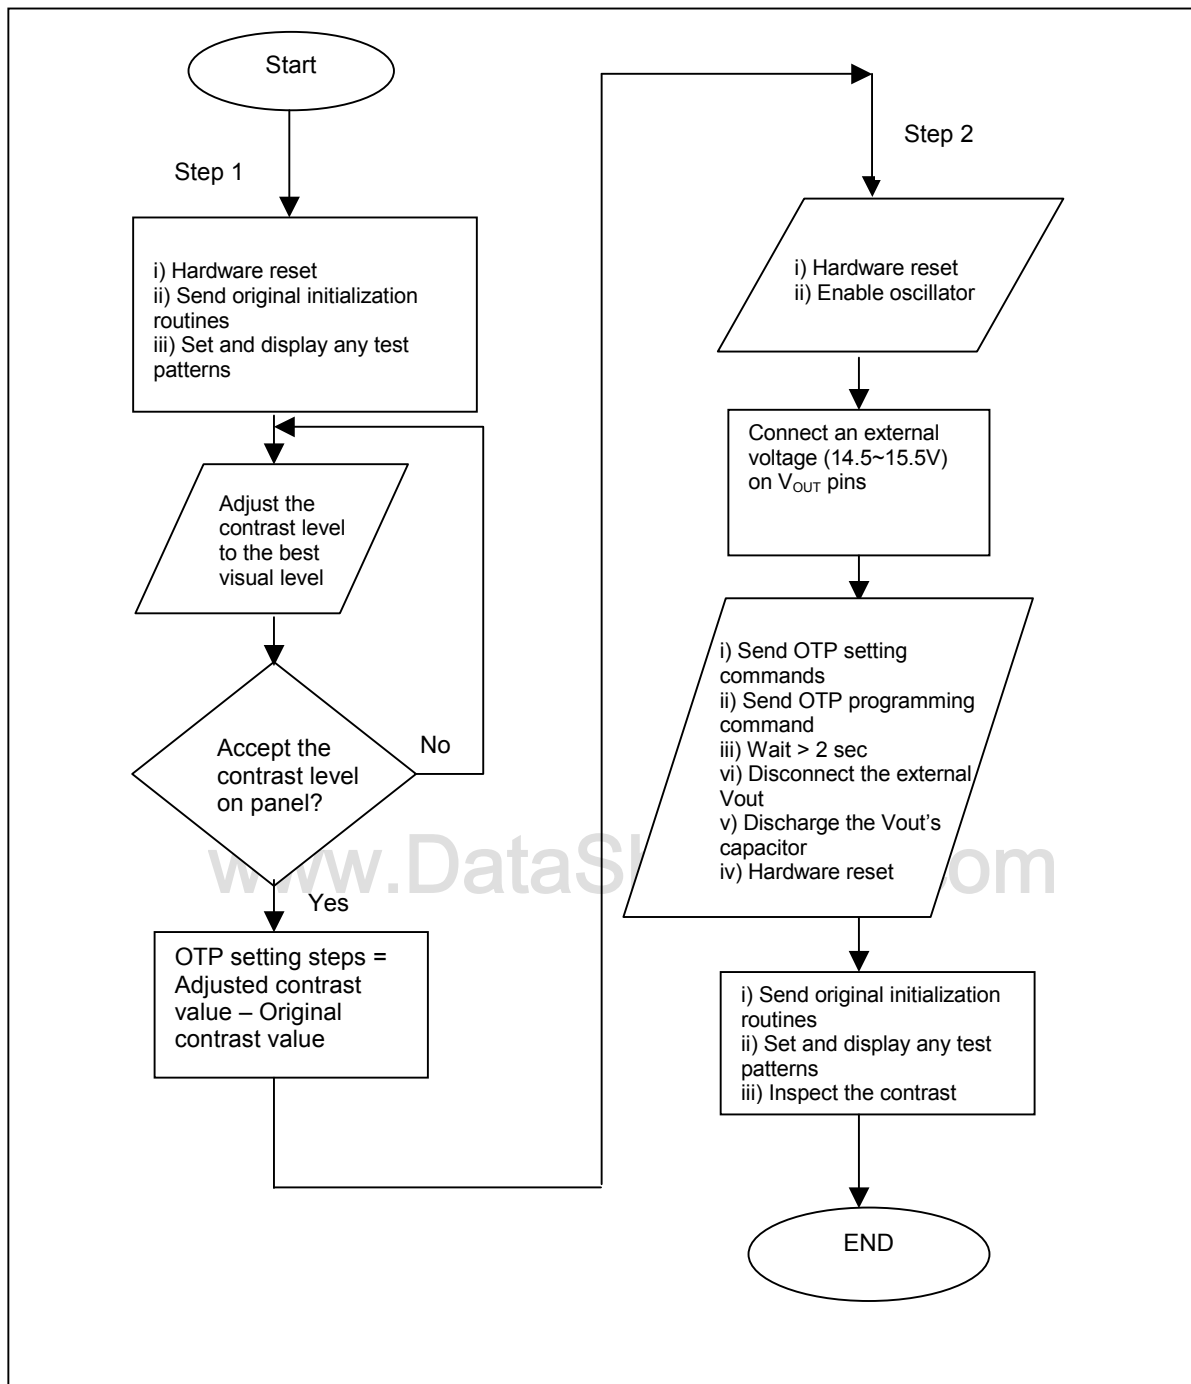 Start
Step 1
i) Hardware reset
ii) Send original initialization
routines
iii) Set and display any test
patterns
Adjust the
contrast level
to the best
visual level
Accept the
contrast level
on panel?
No
Yes
OTP setting steps =
Adjusted contrast
value – Original
contrast value
Step 2
i) Hardware reset
ii) Enable oscillator
Connect an external
voltage (14.5~15.5V)
on VOUT pins
i) Send OTP setting
commands
ii) Send OTP programming
command
iii) Wait > 2 sec
vi) Disconnect the external
Vout
v) Discharge the Vout’s
capacitor
iv) Hardware reset
i) Send original initialization
routines
ii) Set and display any test
patterns
iii) Inspect the contrast
END